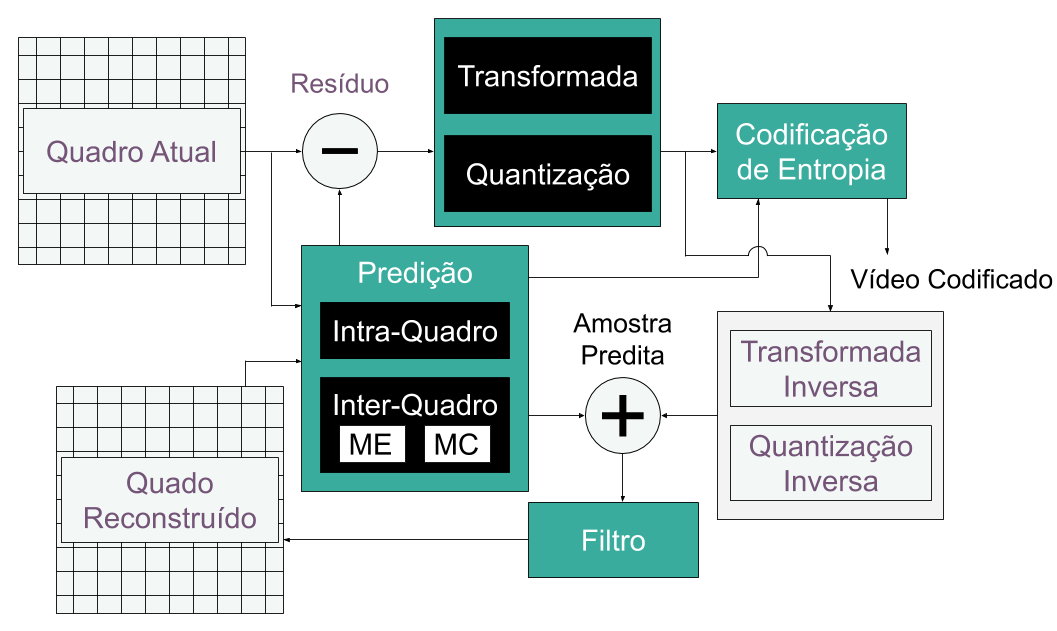 Resíduo
Quadro Atual
Transformada
Quantização
Codificação
de Entropia
Vídeo Codificado
Predição
Intra-Quadro
Inter-Quadro
ME MC
Amostra
Predita
Transformada
Inversa
Quantização
Inversa
Quado
Reconstruído
Filtro